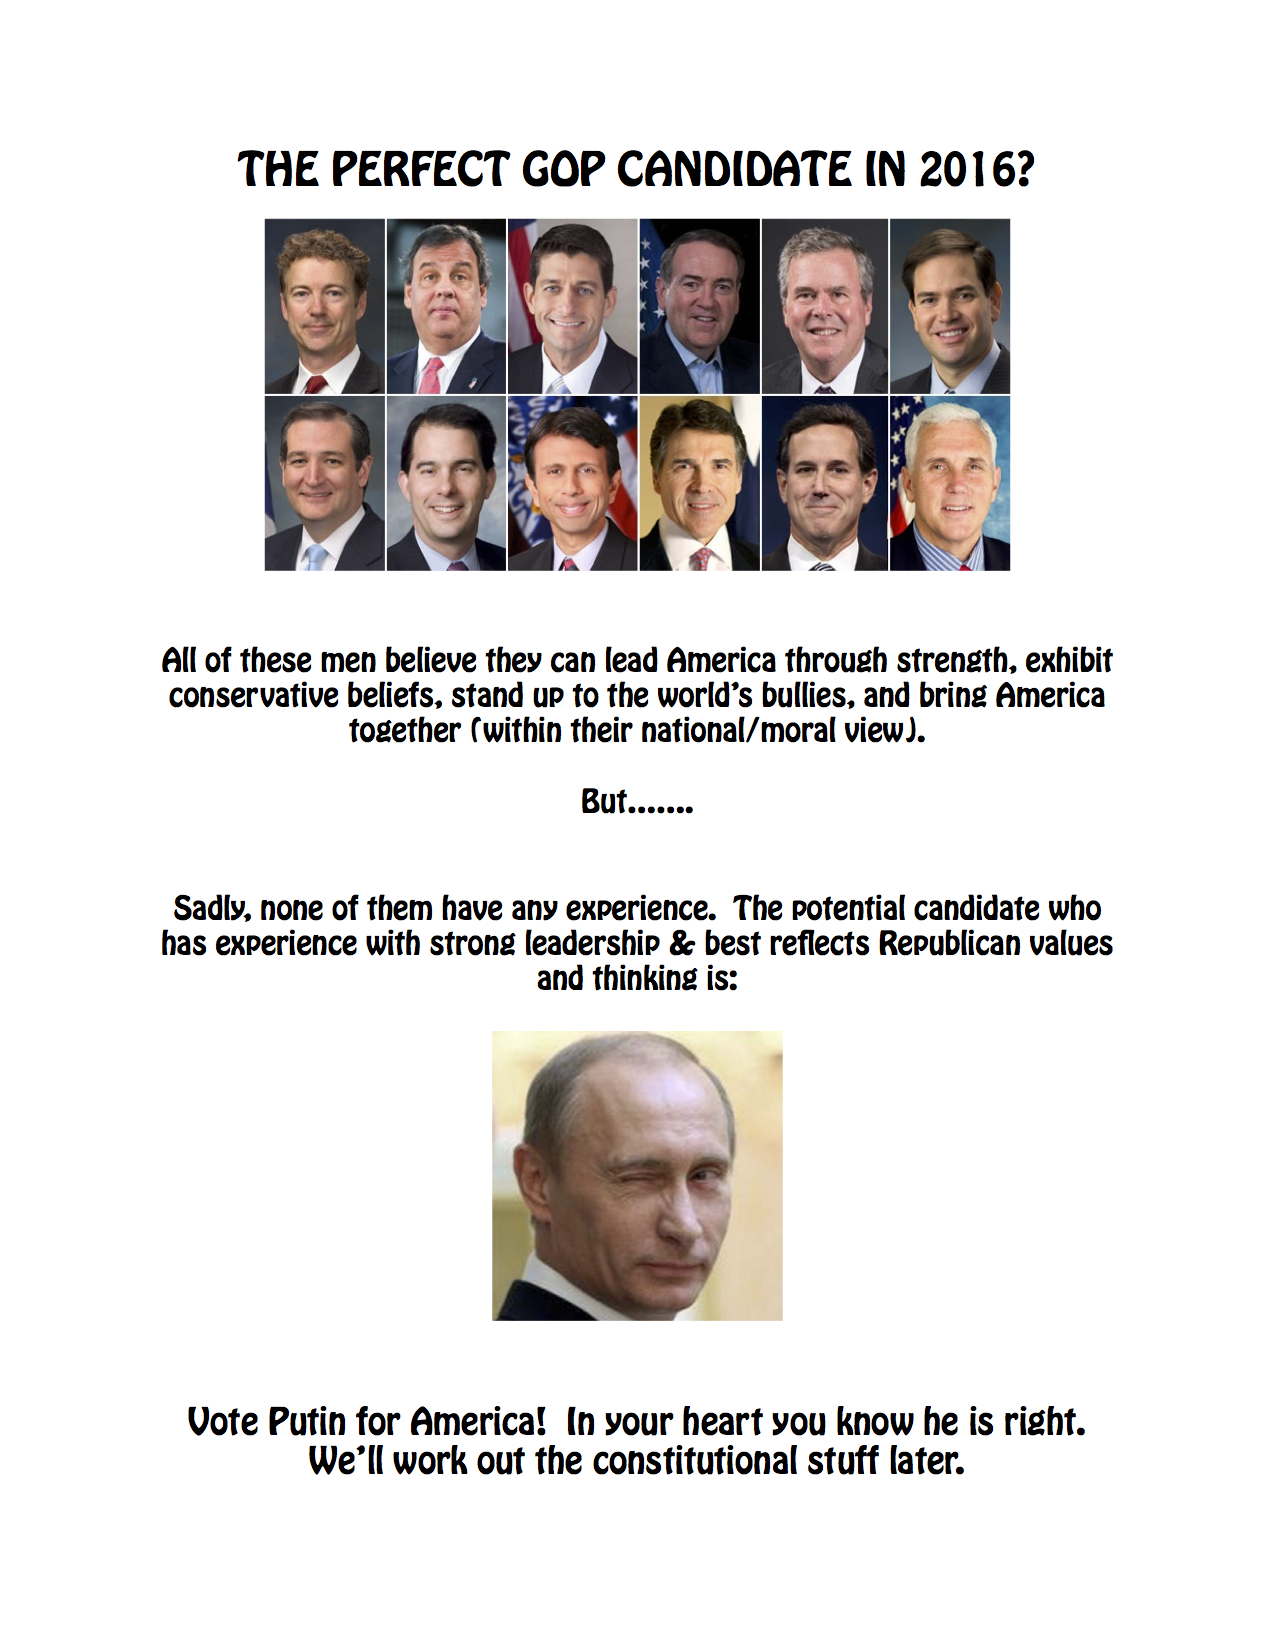 THE PERFECT GOP CANDIDATE IN 2016?
All of these men believe they can lead America through strength, exhibit
conservative beliefs, stand up to the world’s bullies, and bring America
together (within their national/moral view).
But.......
Sadly, none of them have any experience.  The potential candidate who
has experience with strong leadership & best reflects Republican values
and thinking is:
Vote Putin for America!  In your heart you know he is right.
We’ll work out the constitutional stuff later.